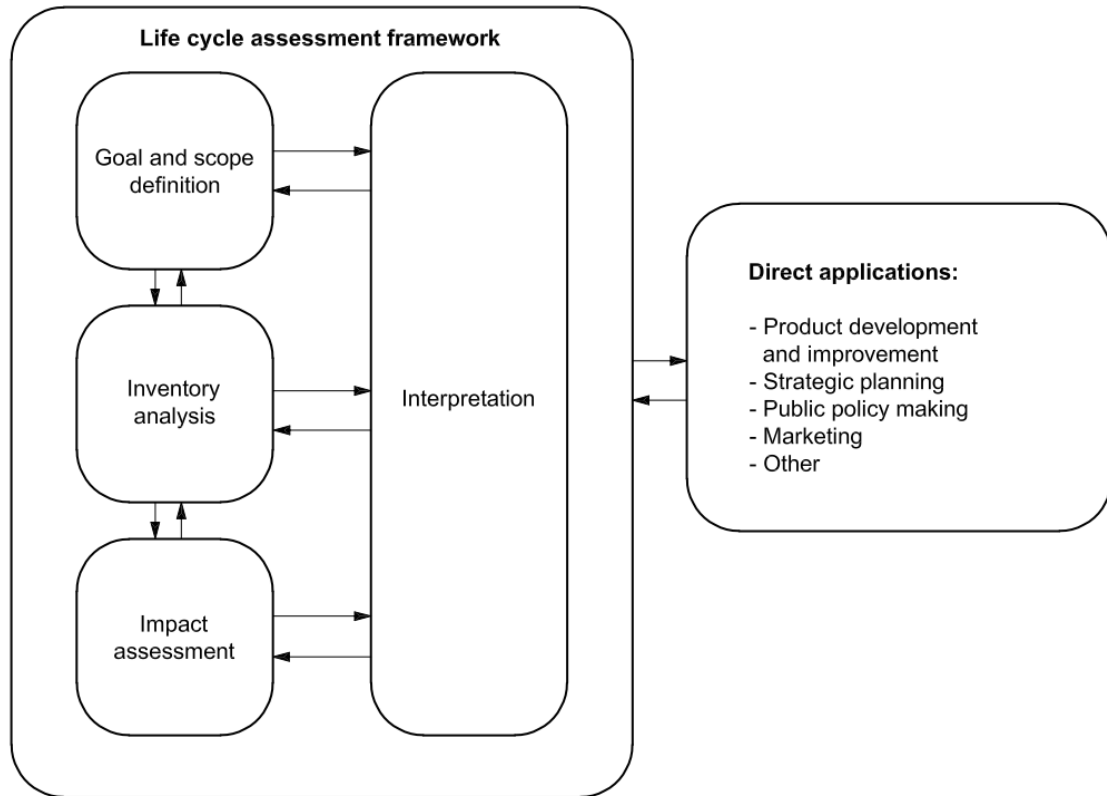 Life cycle assessment framework
Goal and scope
definition
Inventory
analysis
Impact
assessment
Interpretation
Direct applications:
- Product development
and improvement
- Strategic planning
- Public policy making
- Marketing
- Other